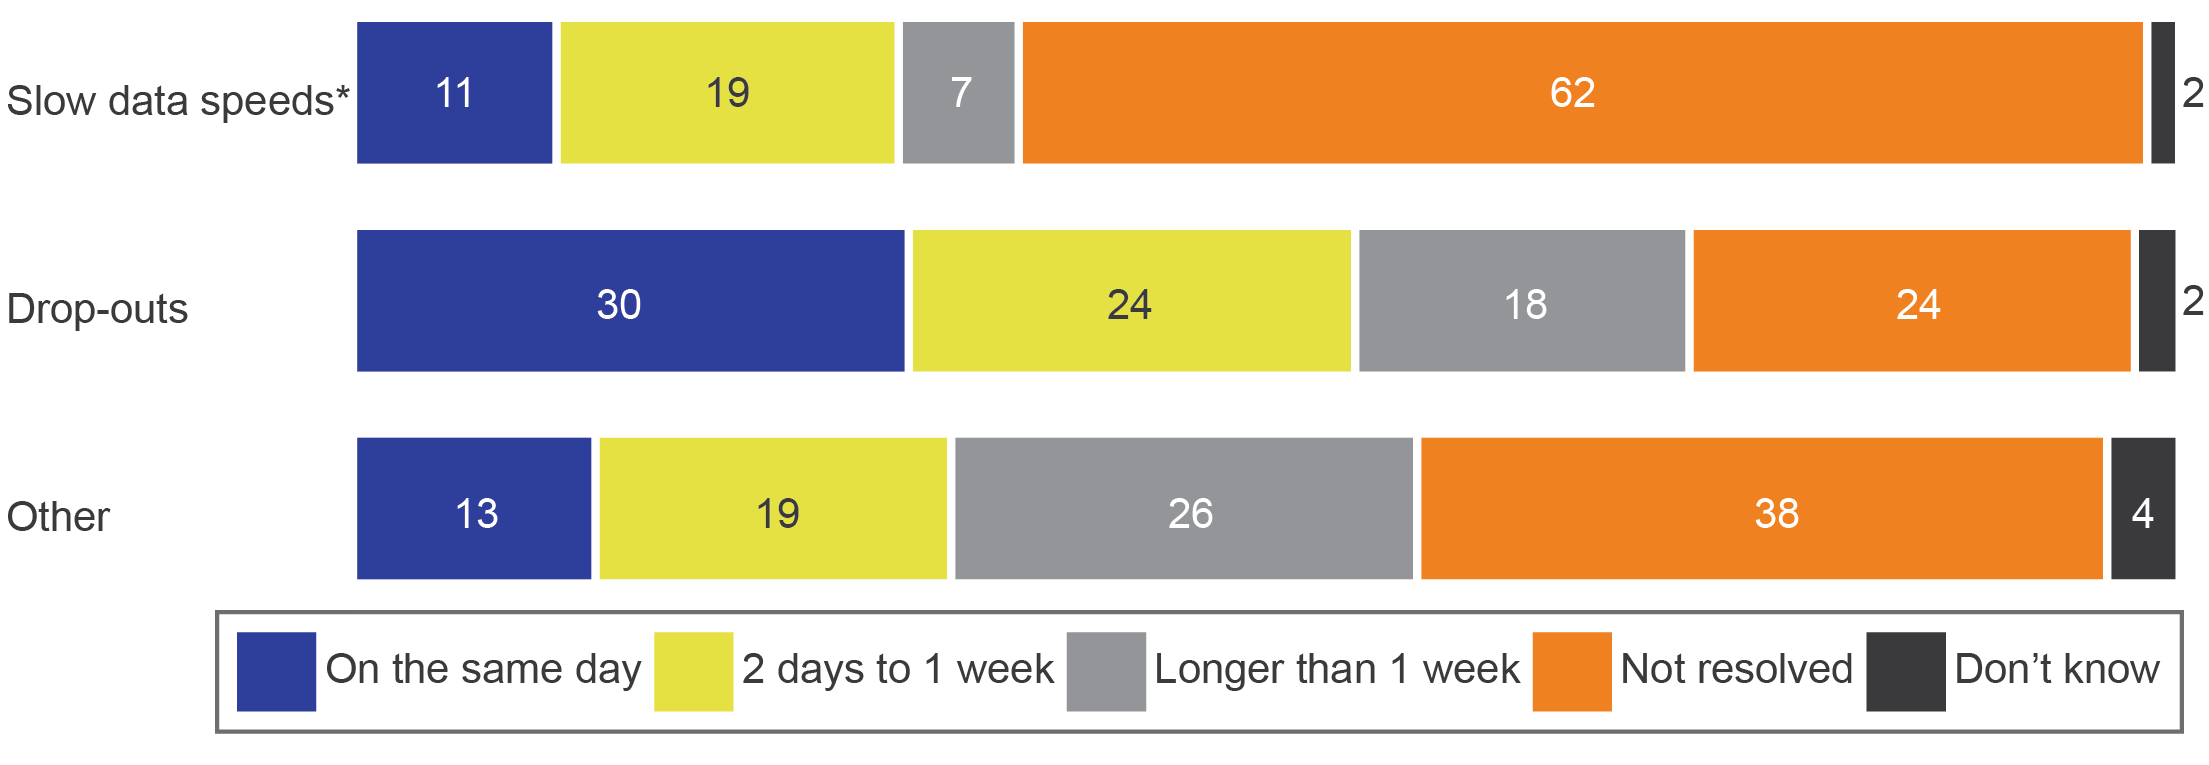 Slow data speeds* 11 19 7 62 2
Drop-outs 30 24 18 24 2
Other 13 19 26 38 4
On the same day 2 days to 1 week Longer than 1 week Not resolved Don’t know